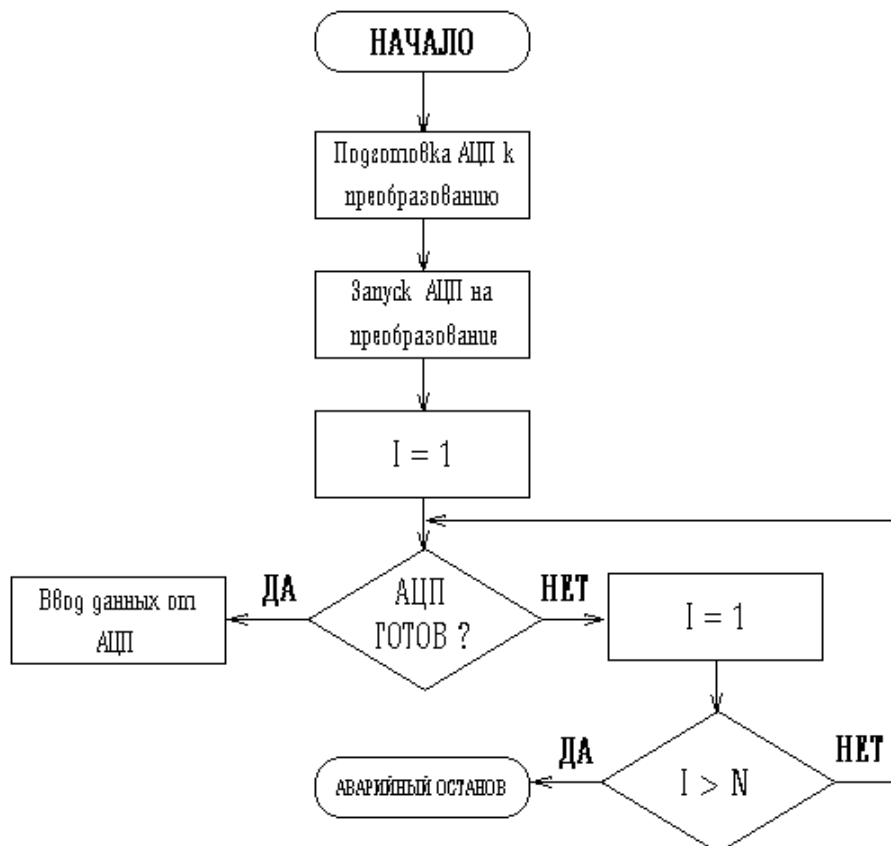 НАЧАЛО
Подготовка АЦП к
преобразованию
Запуск АЦП на
преобразование
I = 1
Ввод данных от
АЦП
ДА
АЦП
ГОТОВ ?
НЕТ
I = 1
АВАРИЙНЫЙ ОСТАНОВ
ДА
I > N
НЕТ